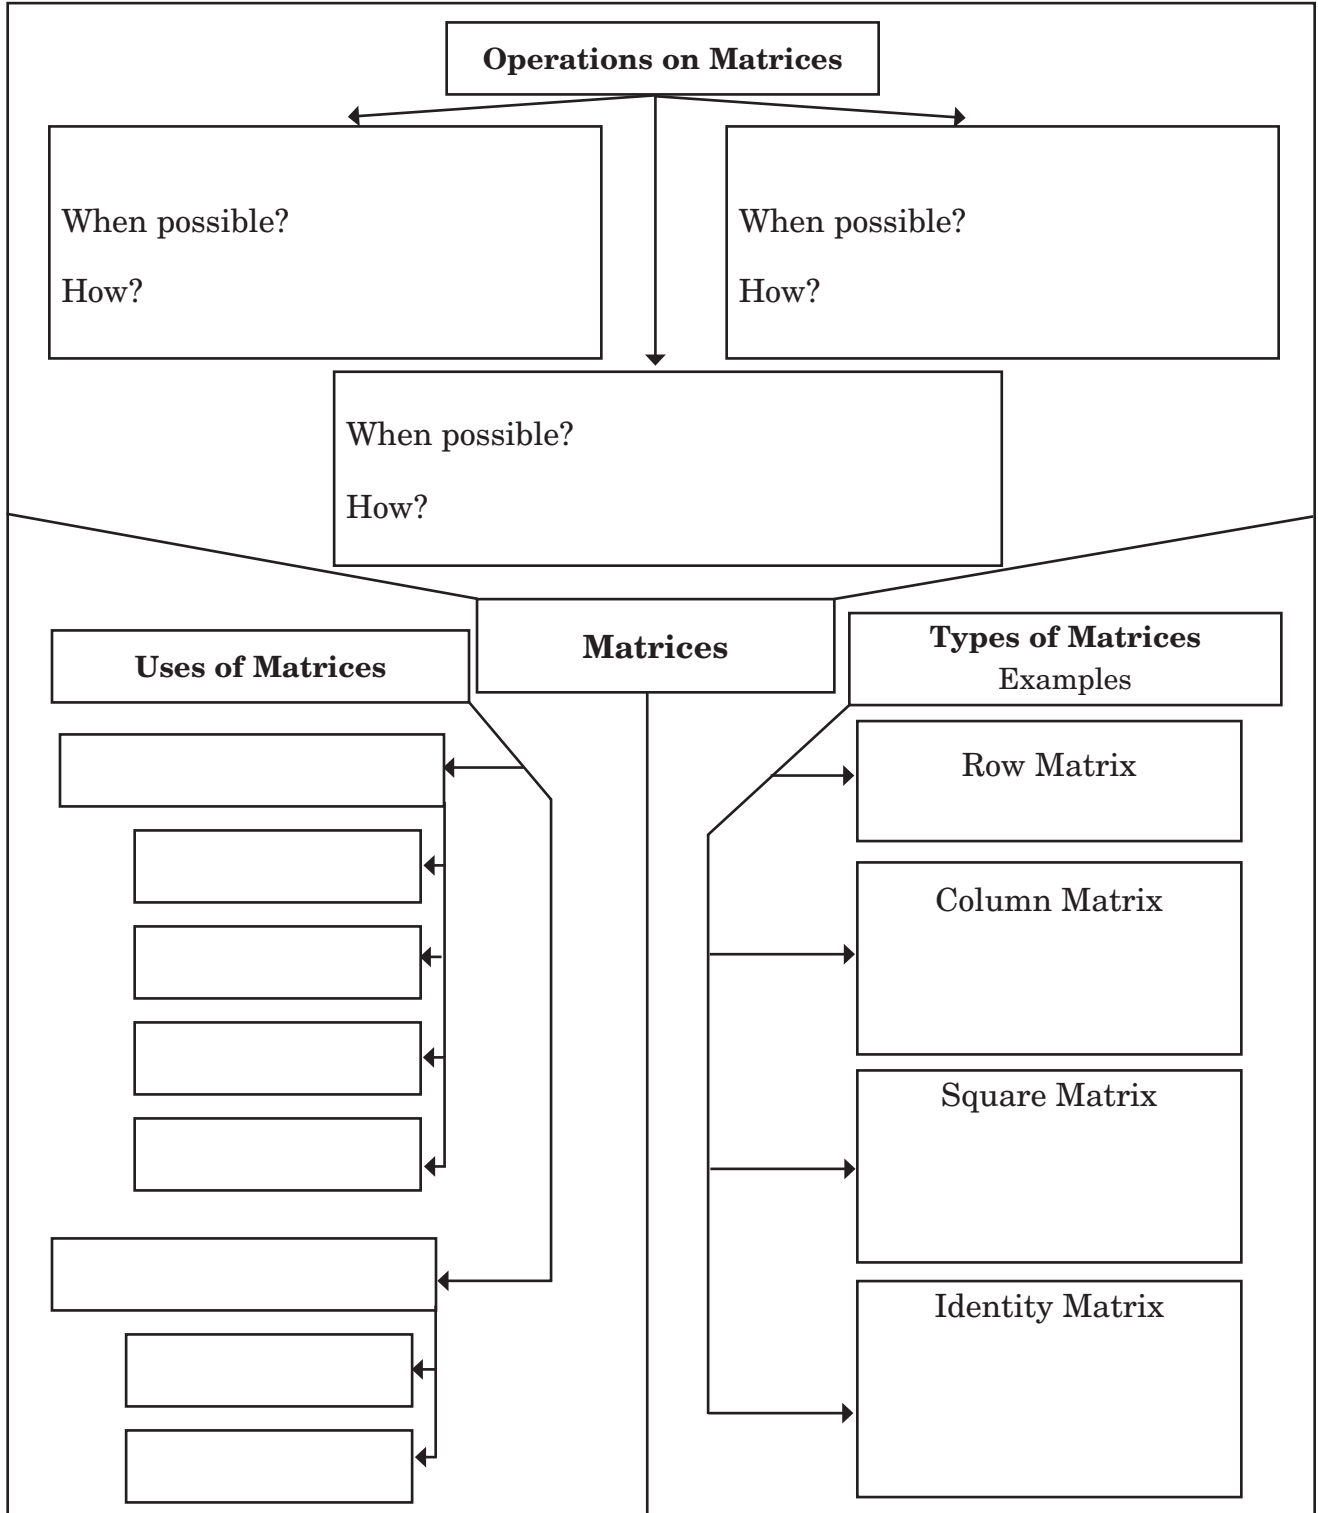 Operations on Matrices
When possible?
How?
When possible?
How?
When possible?
How?
Matrices
Uses of Matrices
Types of Matrices
Examples
Row Matrix
Column Matrix
Square Matrix
Identity Matrix